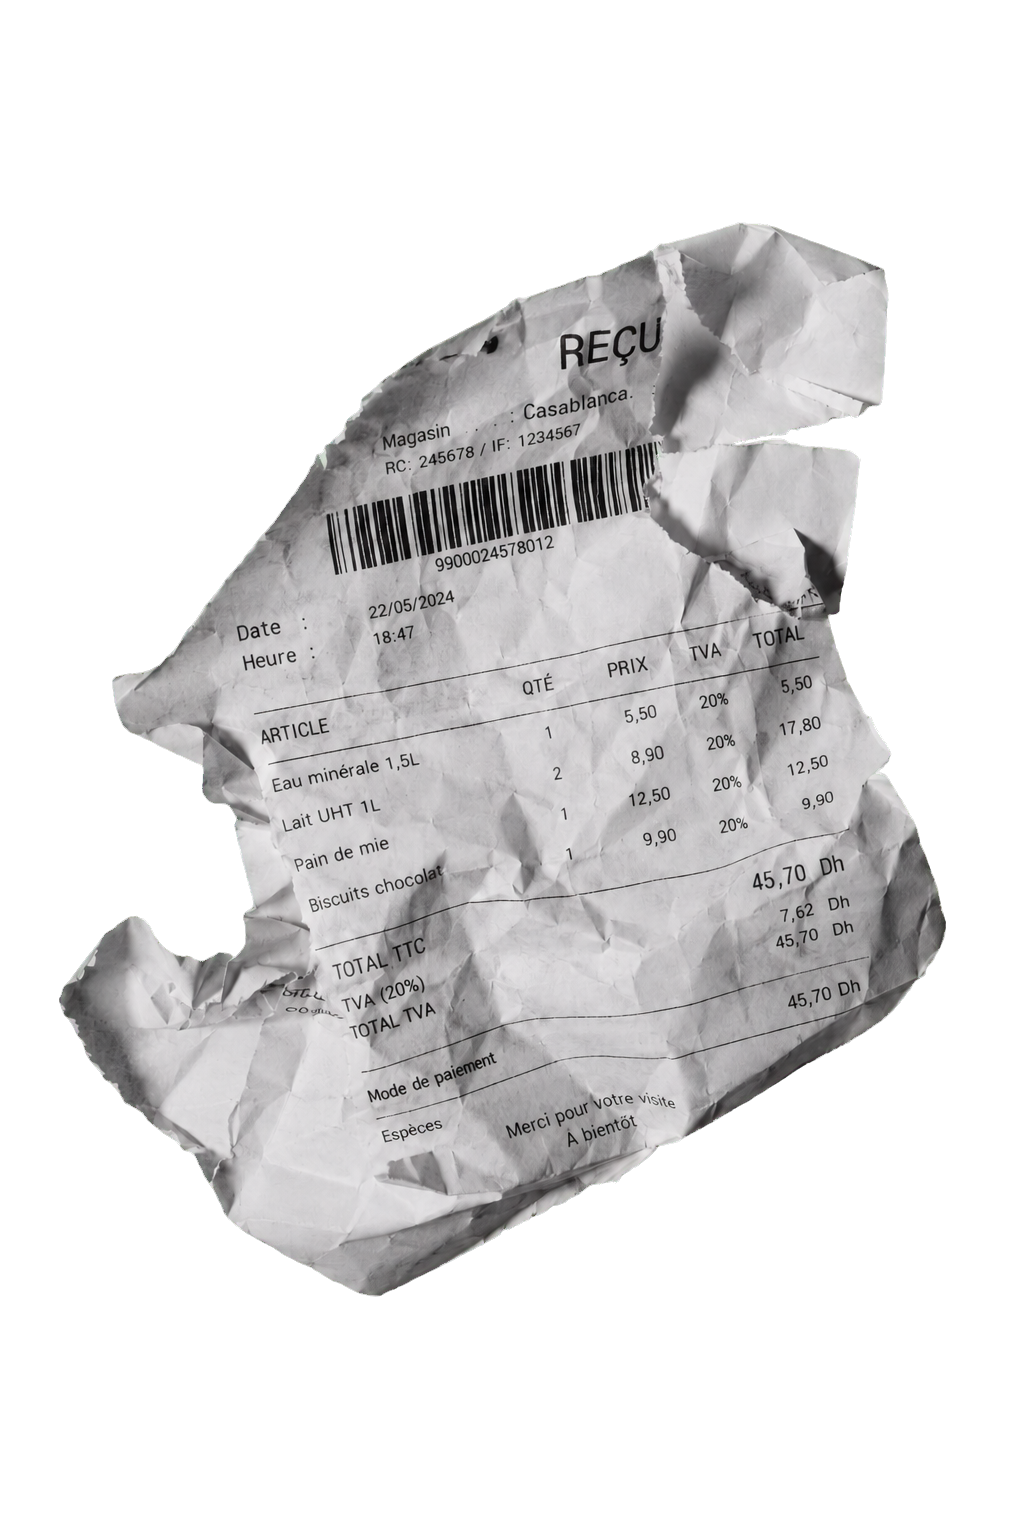 REÇU
Magasin . . . : Casablanca.
RC: 245678 / IF: 1234567
9900024578012
Date : 22/05/2024
Heure : 18:47
ARTICLE QTÉ PRIX TVA TOTAL
Eau minérale 1,5L 1 5,50 20% 5,50
Lait UHT 1L 2 8,90 20% 17,80
Pain de mie 1 12,50 20% 12,50
Biscuits chocolat 1 9,90 20% 9,90
TOTAL TTC 45,70 Dh
TVA (20%) 7,62 Dh
TOTAL TVA 45,70 Dh
Mode de paiement 45,70 Dh
Espèces
Merci pour votre visite
À bientőt